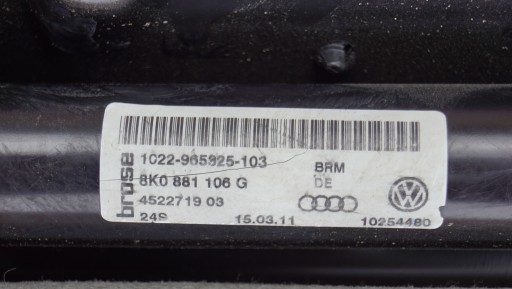 brose
1022-965925-103
BRM
8K0 881 106 G
DE
4522719 03
24S
15.03.11
10254480